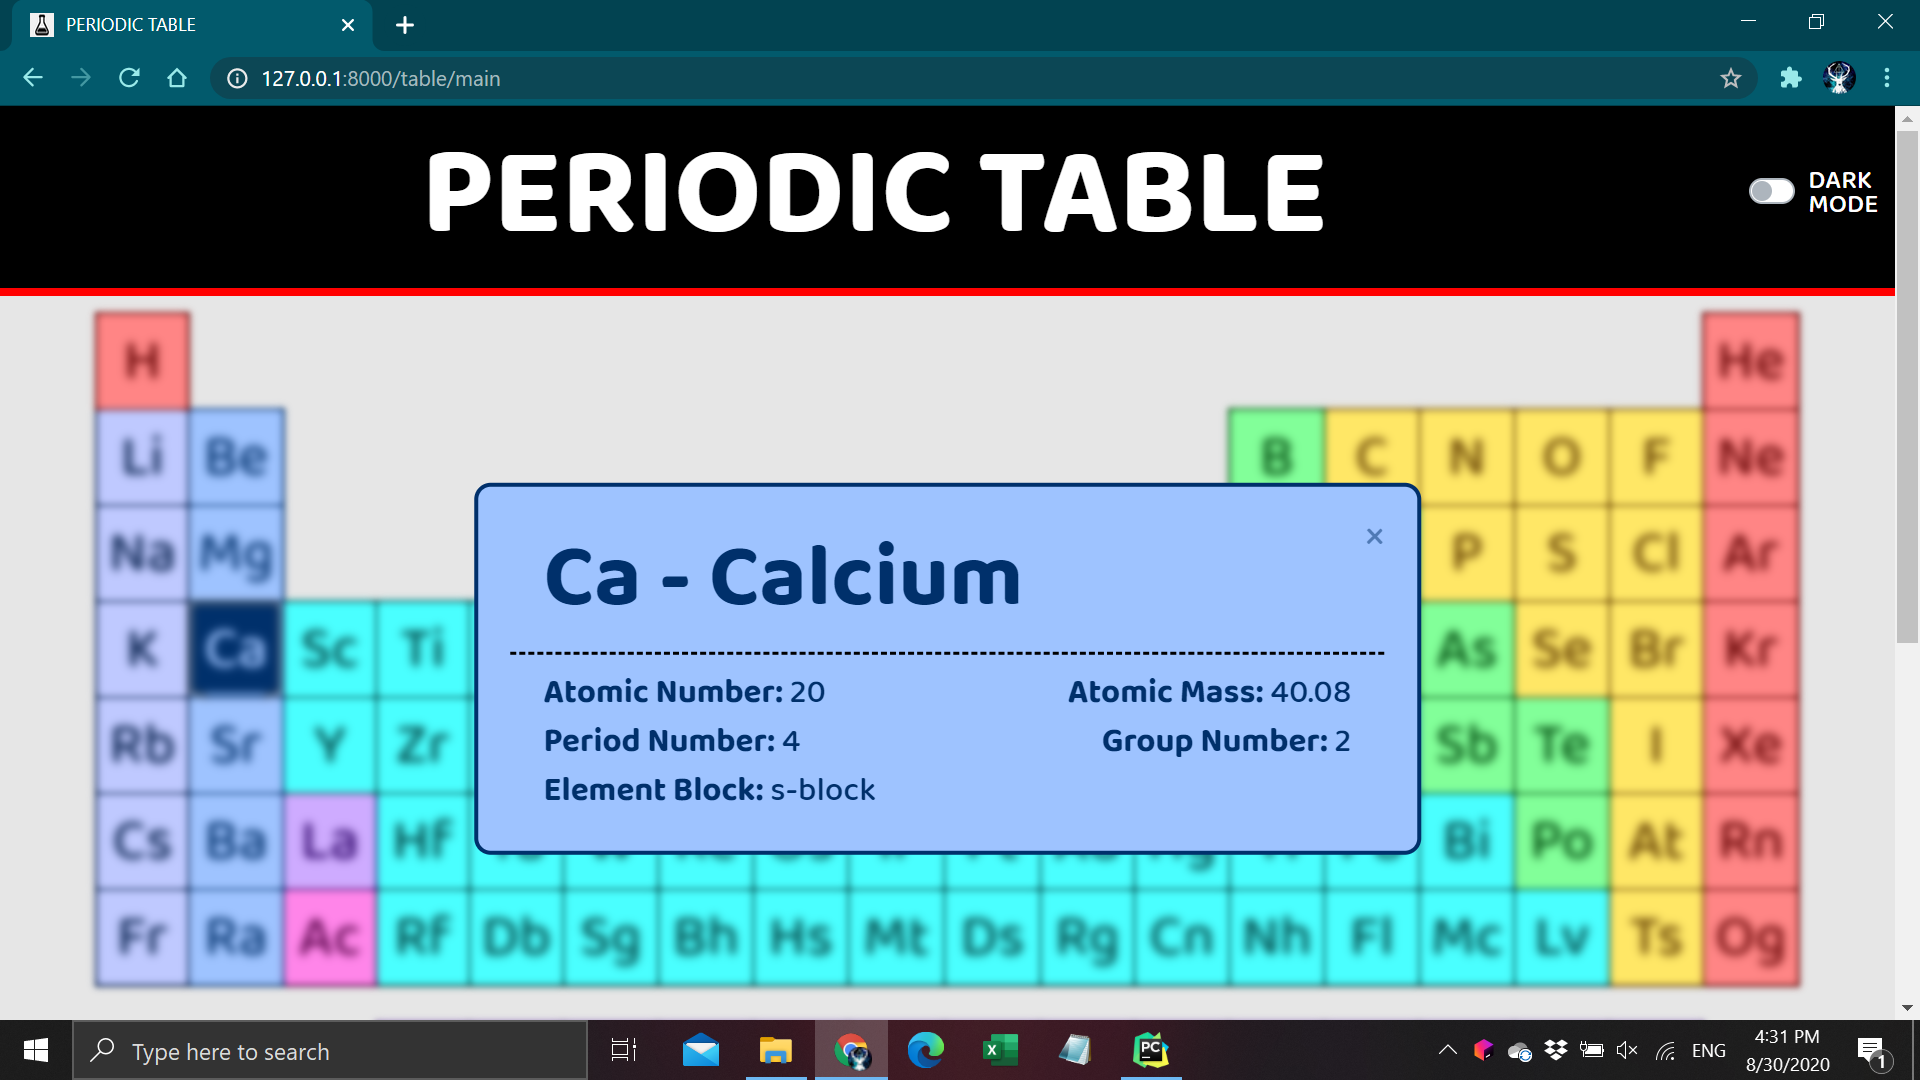 PERIODIC TABLE
127.0.0.1:8000/table/main
PERIODIC TABLE
DARK
MODE
H He
Li Be B C N O F Ne
Na Mg P S Cl Ar
Ca - Calcium
K Ca Sc Ti As Se Br Kr
Atomic Number: 20 Atomic Mass: 40.08
Period Number: 4 Group Number: 2
Rb Sr Y Zr Sb Te I Xe
Element Block: s-block
Cs Ba La Hf Bi Po At Rn
Fr Ra Ac Rf Db Sg Bh Hs Mt Ds Rg Cn Nh Fl Mc Lv Ts Og
Type here to search
PC
ENG
4:31 PM
8/30/2020
1